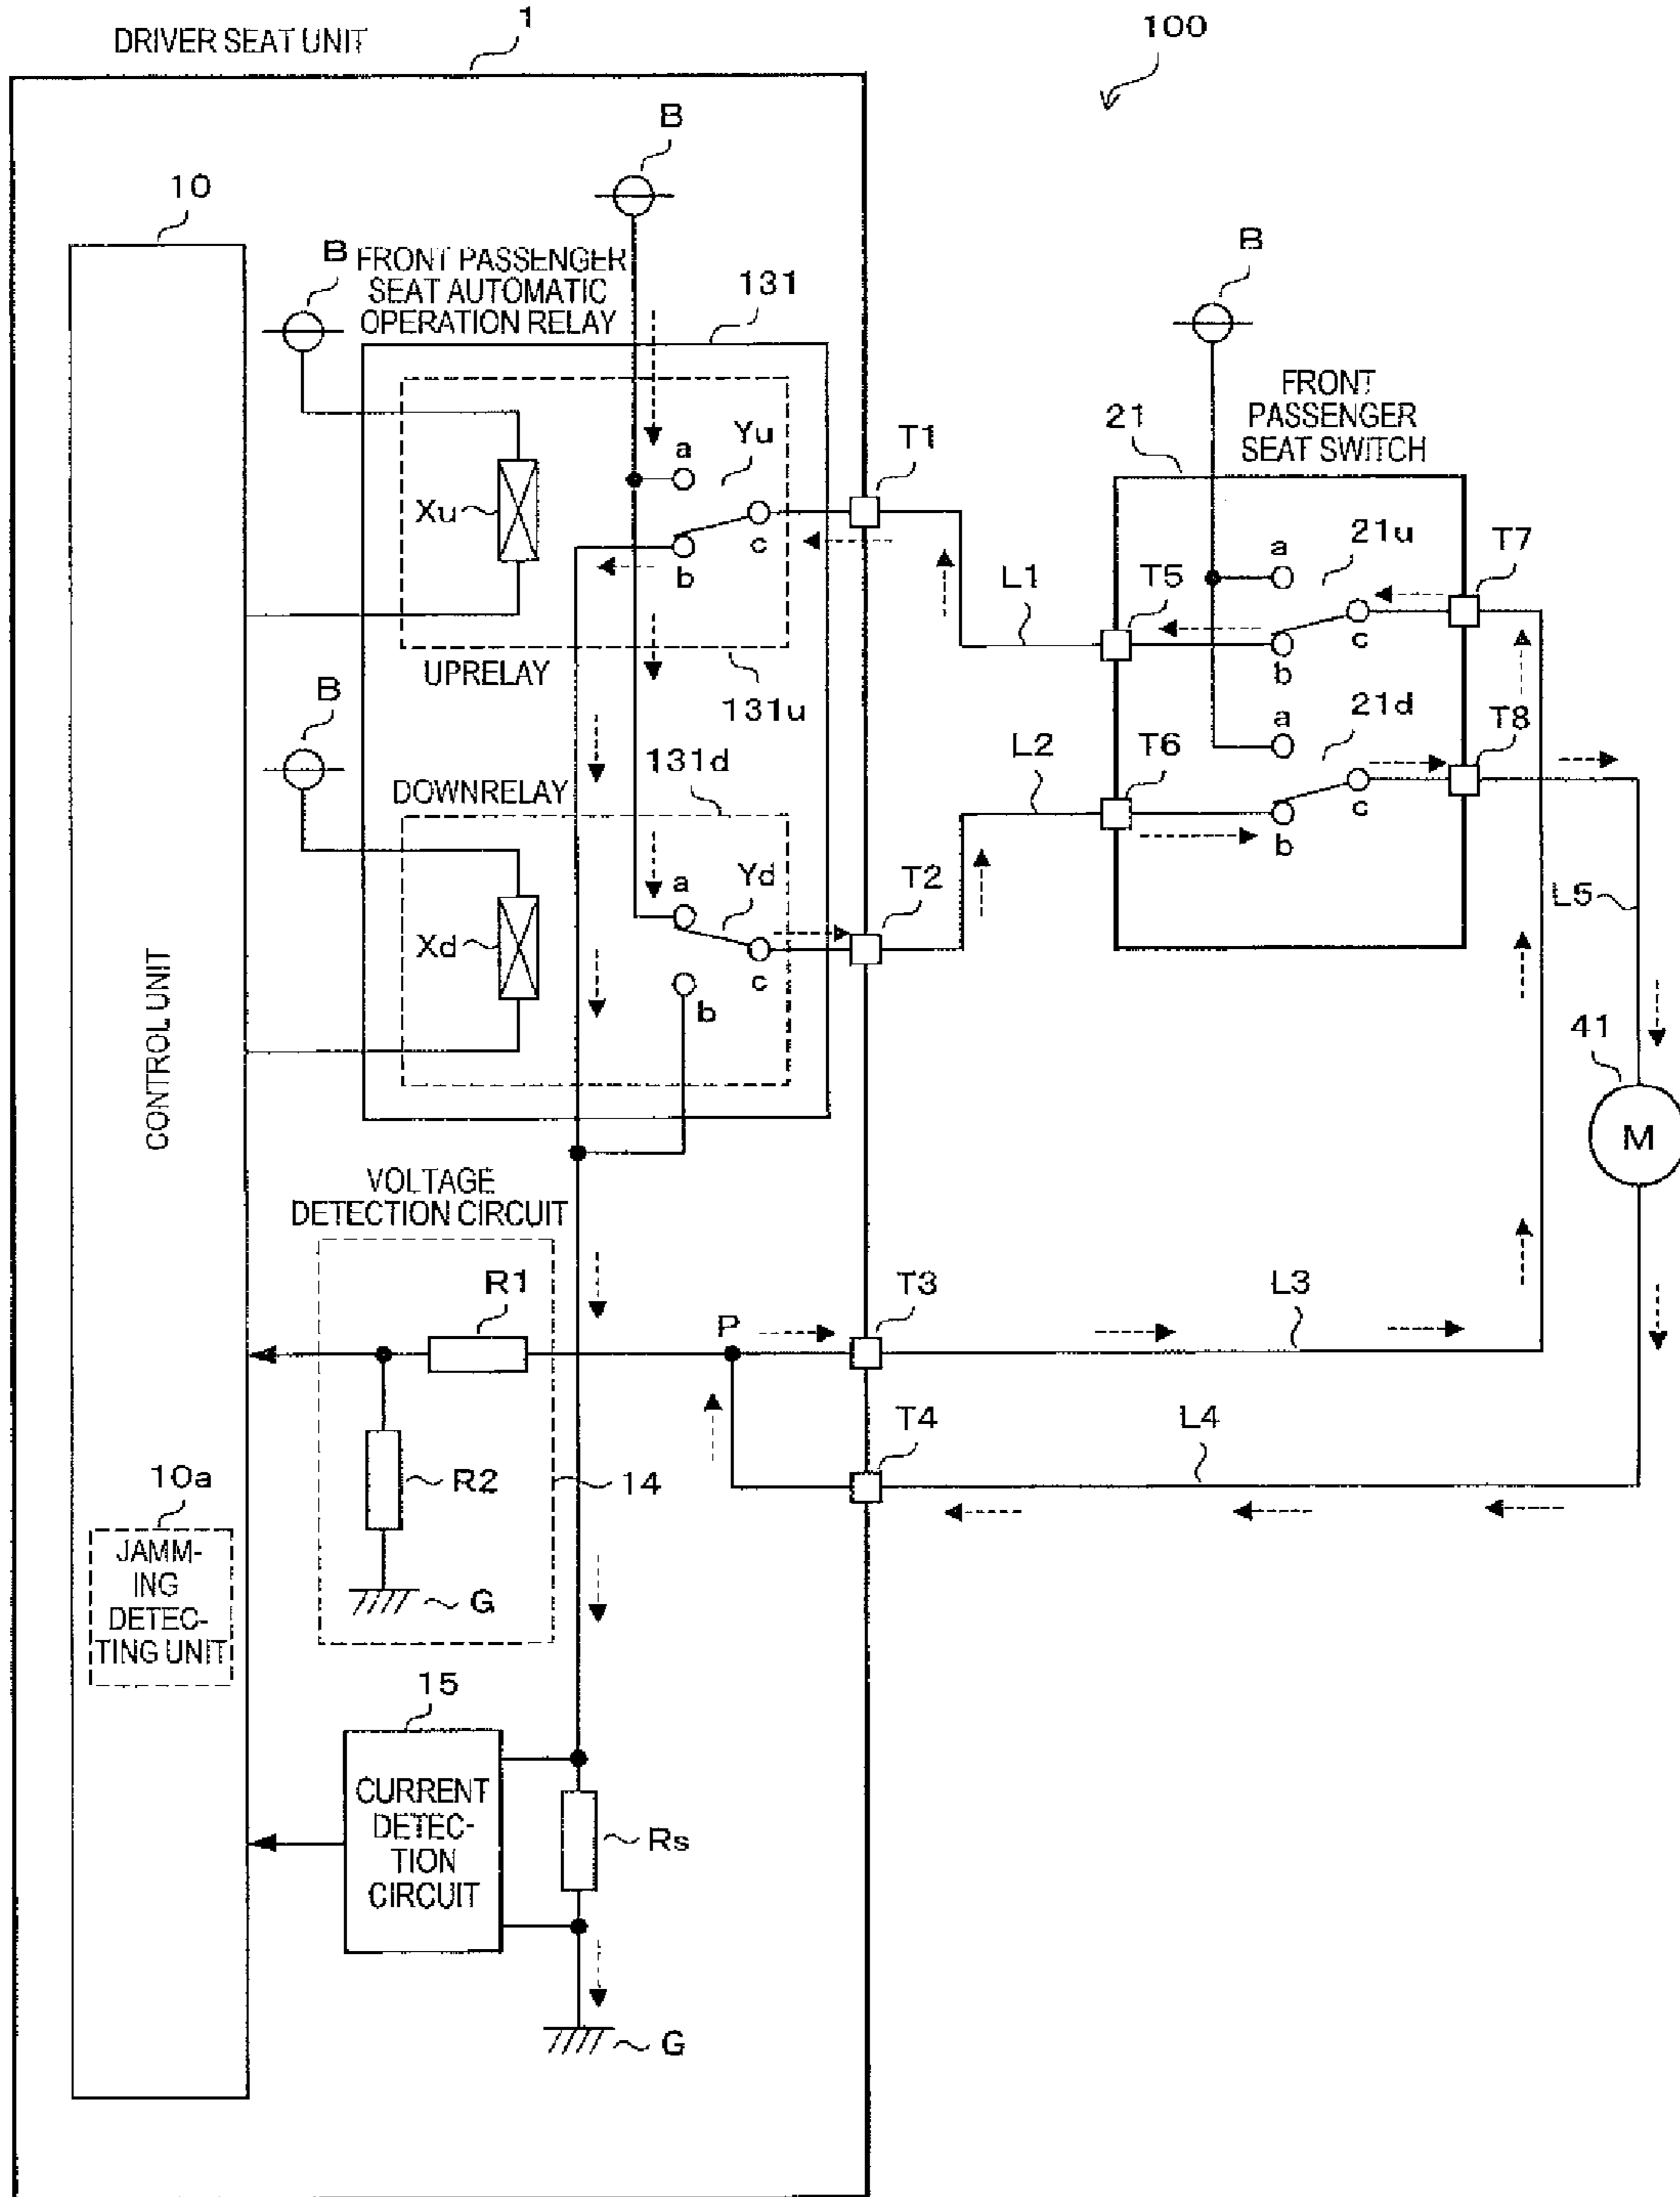 1
100
DRIVER SEAT UNIT
B
10
B
FRONT PASSENGER
SEAT AUTOMATIC
OPERATION RELAY
131
B
FRONT
PASSENGER
SEAT SWITCH
21
Yu
T1
a
Xu
c
b
21u
T7
a
T5
L1
c
b
UPRELAY
131u
B
21d
T8
a
131d
L2
T6
DOWNRELAY
c
b
Yd
T2
a
L5
Xd
c
b
CONTROL UNIT
41
M
VOLTAGE
DETECTION CIRCUIT
R1
T3
L3
P
T4
L4
10a
R2
14
JAMM-
ING
DETEC-
TING UNIT
G
15
CURRENT
DETEC-
TION
CIRCUIT
Rs
G